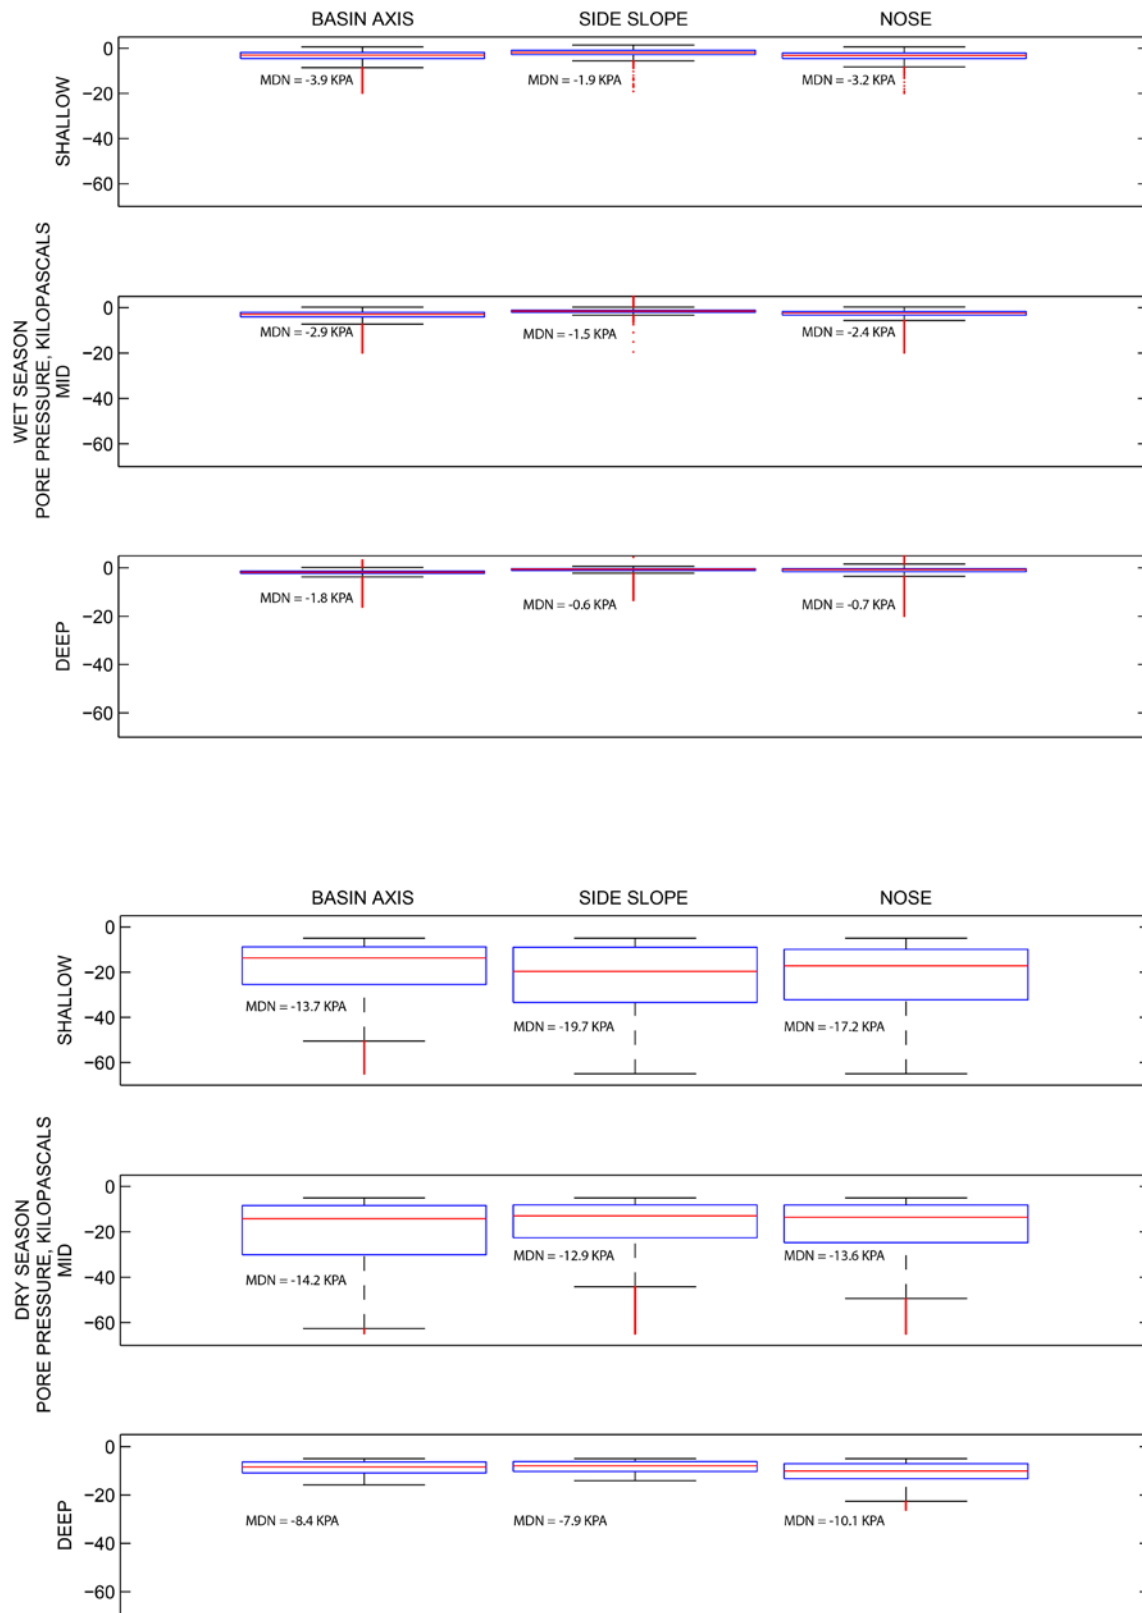 BASIN AXIS SIDE SLOPE NOSE
SHALLOW
0
−20
−40
−60
MDN = -3.9 KPA MDN = -1.9 KPA MDN = -3.2 KPA
WET SEASON
PORE PRESSURE, KILOPASCALS
MID
0
−20
−40
−60
MDN = -2.9 KPA MDN = -1.5 KPA MDN = -2.4 KPA
DEEP
0
−20
−40
−60
MDN = -1.8 KPA MDN = -0.6 KPA MDN = -0.7 KPA
BASIN AXIS SIDE SLOPE NOSE
SHALLOW
0
−20
−40
−60
MDN = -13.7 KPA MDN = -19.7 KPA MDN = -17.2 KPA
DRY SEASON
PORE PRESSURE, KILOPASCALS
MID
0
−20
−40
−60
MDN = -14.2 KPA MDN = -12.9 KPA MDN = -13.6 KPA
DEEP
0
−20
−40
−60
MDN = -8.4 KPA MDN = -7.9 KPA MDN = -10.1 KPA